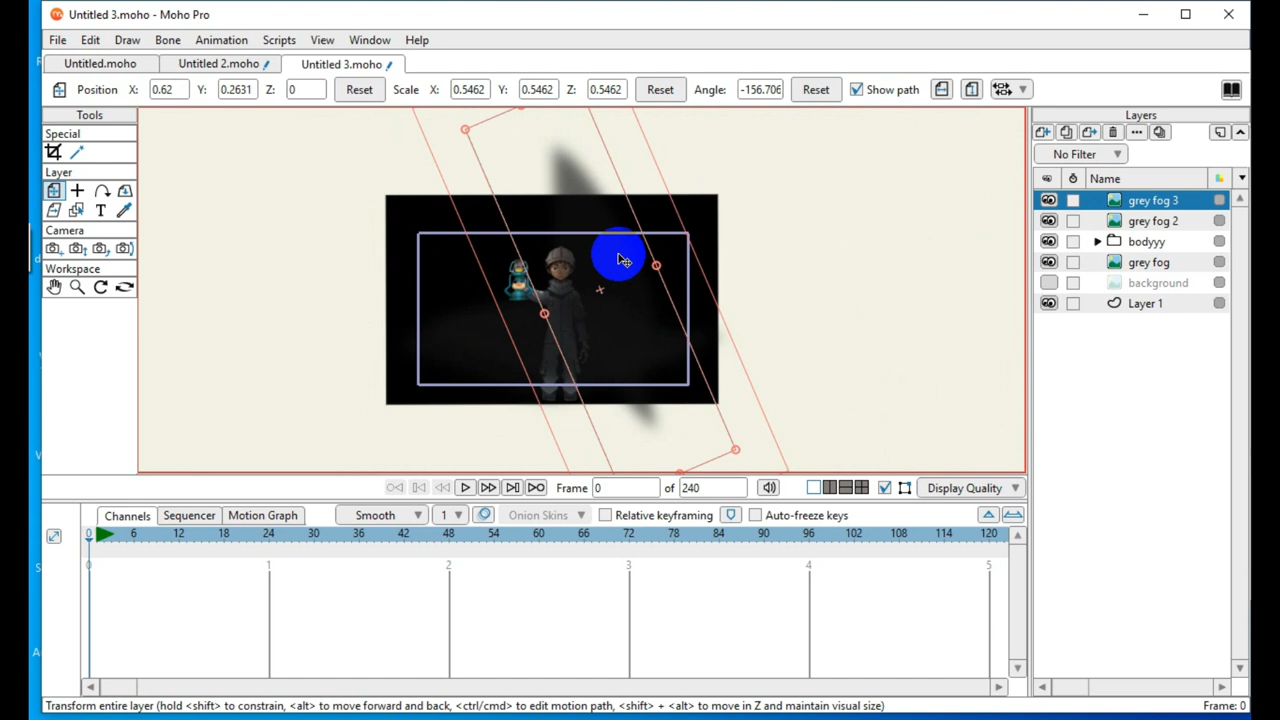 Untitled 3.moho - Moho Pro
File Edit Draw Bone Animation Scripts View Window Help
Untitled.moho Untitled 2.moho Untitled 3.moho
Position X: 0.62 Y: 0.2631 Z: 0 Reset Scale X: 0.5462 Y: 0.5462 Z: 0.5462 Reset Angle: -156.706 Reset Show path
Tools
Special
Layer
Camera
Workspace
Layers
No Filter
Name
grey fog 3
grey fog 2
bodyyy
grey fog
background
Layer 1
Frame 0 of 240 Display Quality
Channels Sequencer Motion Graph Smooth 1 Onion Skins Relative keyframing Auto-freeze keys
0 6 12 18 24 30 36 42 48 54 60 66 72 78 84 90 96 102 108 114 120
0 1 2 3 4 5
Transform entire layer (hold <shift> to constrain, <alt> to move forward and back, <ctrl/cmd> to edit motion path, <shift> + <alt> to move in Z and maintain visual size) Frame: 0